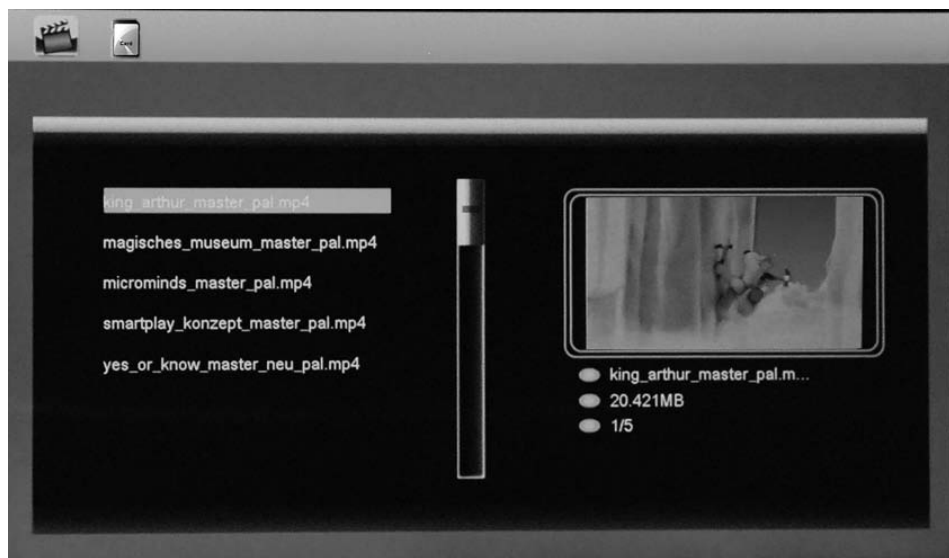 Card
king_arthur_master_pal.mp4
magisches_museum_master_pal.mp4
microminds_master_pal.mp4
smartplay_konzept_master_pal.mp4
yes_or_know_master_neu_pal.mp4
king_arthur_master_pal.m...
20.421MB
1/5